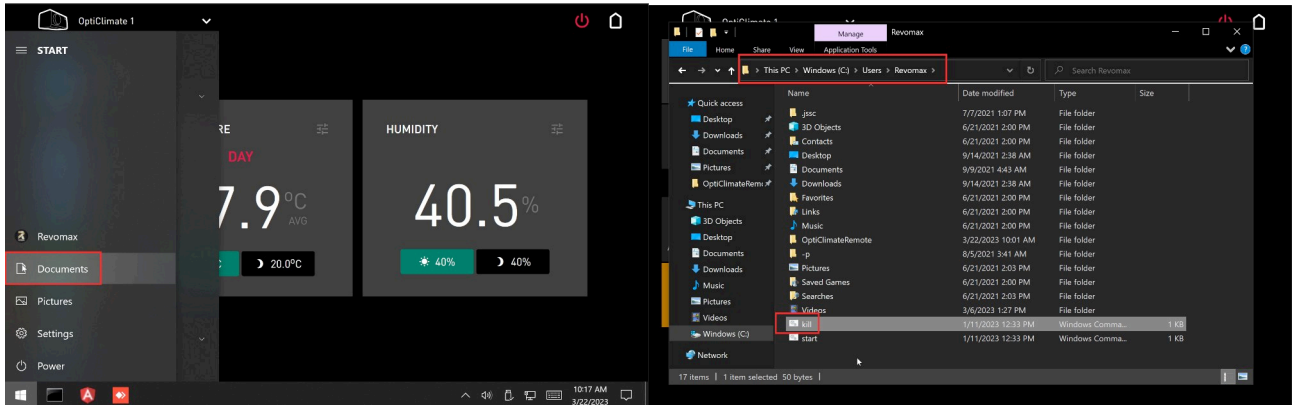 OptiClimate 1
START
RE
DAY
7.9°C
AVG
20.0°C
HUMIDITY
40.5%
40% 40%
Revomax
Documents
Pictures
Settings
Power
10:17 AM
3/22/2023
OptiClimate 1
Manage Revomax
File Home Share View Application Tools
This PC > Windows (C:) > Users > Revomax >
Search Revomax
Name Date modified Type Size
Quick access
Desktop
Downloads
Documents
Pictures
OptiClimateRemo
This PC
3D Objects
Desktop
Documents
Downloads
Music
Pictures
Videos
Windows (C:)
Network
.jssc 7/7/2021 1:07 PM File folder
3D Objects 6/21/2021 2:00 PM File folder
Contacts 6/21/2021 2:00 PM File folder
Desktop 9/14/2021 2:38 AM File folder
Documents 9/9/2021 4:43 AM File folder
Downloads 9/14/2021 2:38 AM File folder
Favorites 6/21/2021 2:00 PM File folder
Links 6/21/2021 2:00 PM File folder
Music 6/21/2021 2:00 PM File folder
OptiClimateRemote 3/22/2023 10:01 AM File folder
-p 8/5/2021 3:41 AM File folder
Pictures 6/21/2021 2:03 PM File folder
Saved Games 6/21/2021 2:00 PM File folder
Searches 6/21/2021 2:03 PM File folder
Videos 3/6/2023 1:27 PM File folder
kill 1/11/2023 12:33 PM Windows Comma... 1 KB
start 1/11/2023 12:33 PM Windows Comma... 1 KB
17 items | 1 item selected 50 bytes |